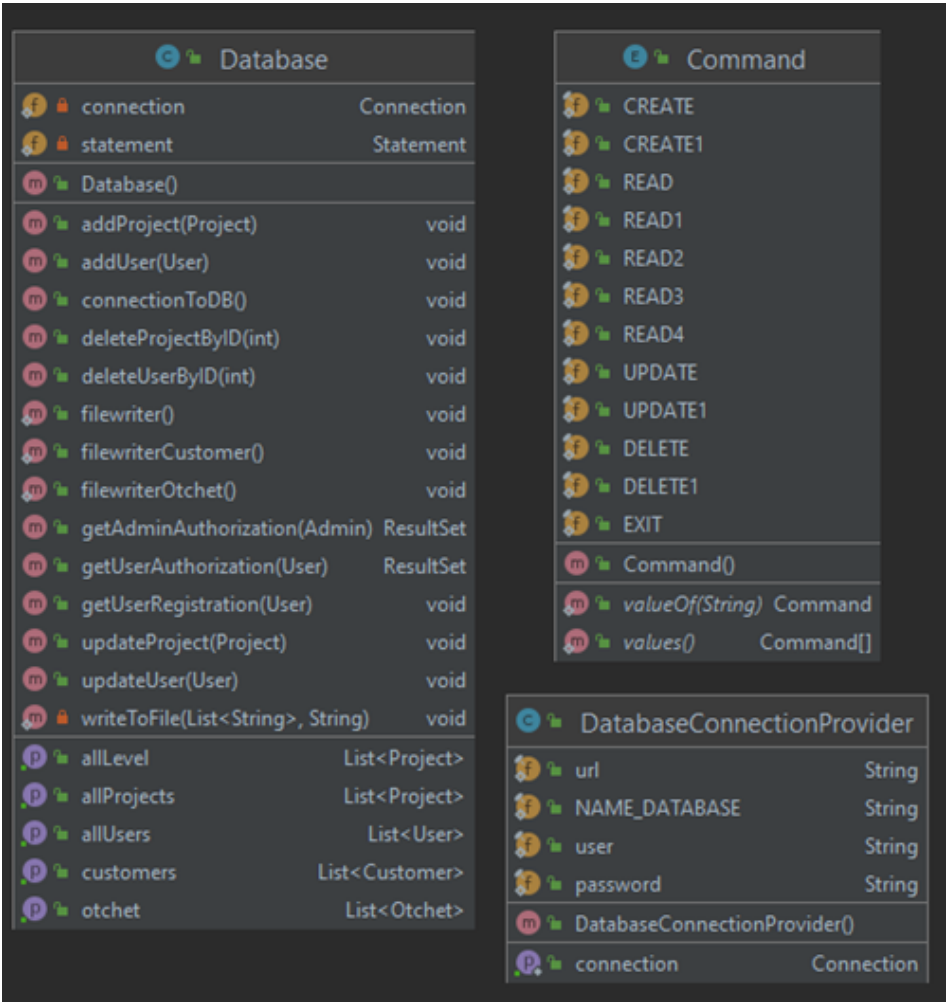 Database
connection Connection
statement Statement
Database()
addProject(Project) void
addUser(User) void
connectionToDB() void
deleteProjectByID(int) void
deleteUserByID(int) void
filewriter() void
filewriterCustomer() void
filewriterOtchet() void
getAdminAuthorization(Admin) ResultSet
getUserAuthorization(User) ResultSet
getUserRegistration(User) void
updateProject(Project) void
updateUser(User) void
writeToFile(List<String>, String) void
allLevel List<Project>
allProjects List<Project>
allUsers List<User>
customers List<Customer>
otchet List<Otchet>
Command
CREATE
CREATE1
READ
READ1
READ2
READ3
READ4
UPDATE
UPDATE1
DELETE
DELETE1
EXIT
Command()
valueOf(String) Command
values() Command[]
DatabaseConnectionProvider
url String
NAME_DATABASE String
user String
password String
DatabaseConnectionProvider()
connection Connection